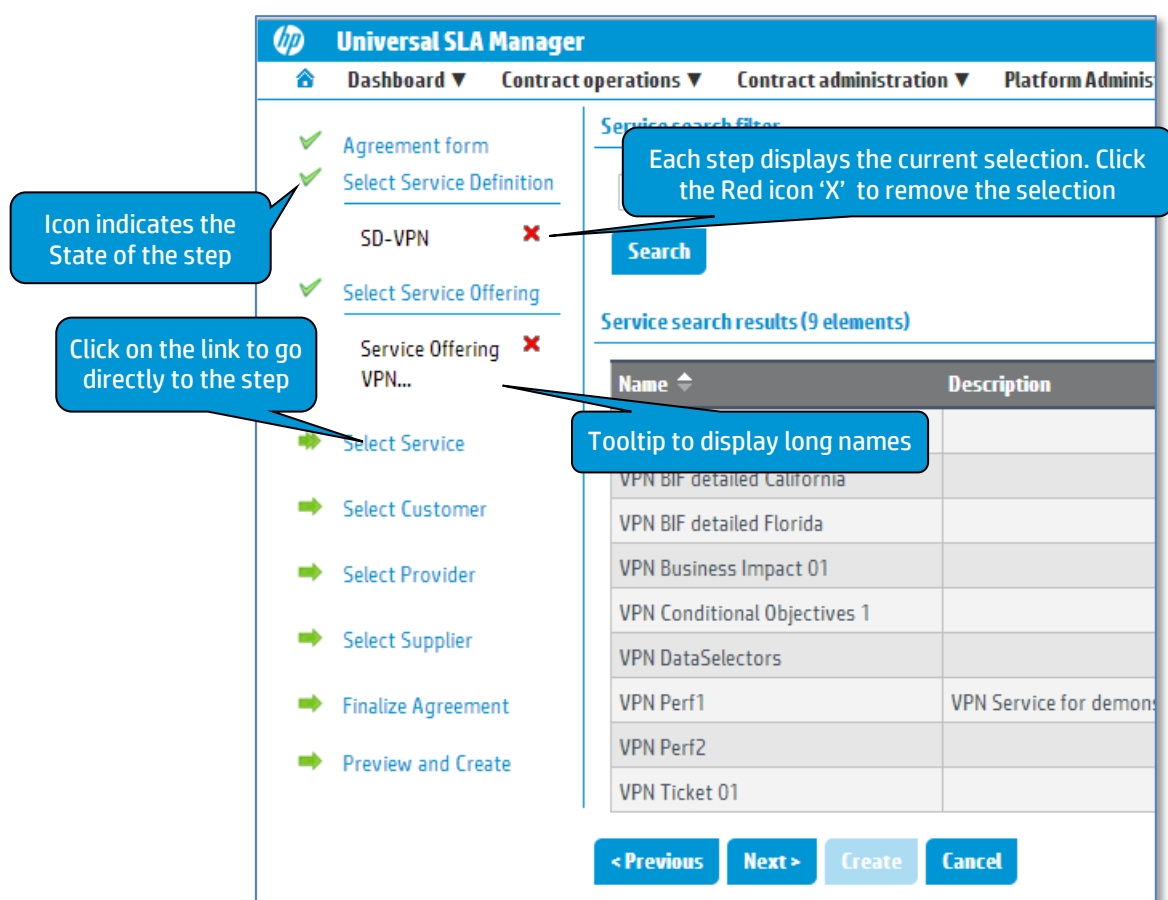 hp Universal SLA Manager
Dashboard ▼ Contract operations ▼ Contract administration ▼ Platform Adminis
Agreement form
Select Service Definition
SD-VPN
Select Service Offering
Service Offering
VPN...
Select Service
Select Customer
Select Provider
Select Supplier
Finalize Agreement
Preview and Create
Icon indicates the
State of the step
Click on the link to go
directly to the step
Service search filter
Each step displays the current selection. Click
the Red icon ‘X’ to remove the selection
Search
Service search results (9 elements)
Name Description
Tooltip to display long names
VPN BIF detailed California
VPN BIF detailed Florida
VPN Business Impact 01
VPN Conditional Objectives 1
VPN DataSelectors
VPN Perf1 VPN Service for demons
VPN Perf2
VPN Ticket 01
< Previous Next > Create Cancel